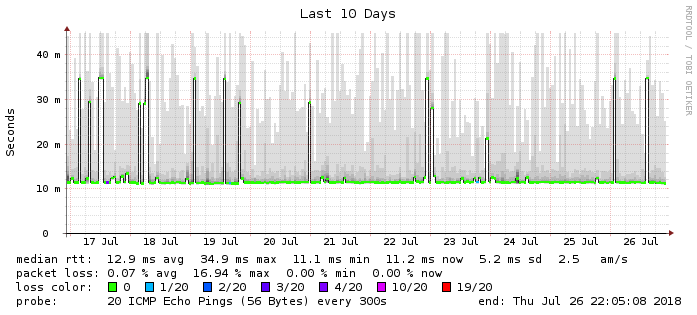 Last 10 Days
RRDTOOL / TOBI OETIKER
Seconds
40 m
30 m
20 m
10 m
0
17 Jul 18 Jul 19 Jul 20 Jul 21 Jul 22 Jul 23 Jul 24 Jul 25 Jul 26 Jul
median rtt: 12.9 ms avg 34.9 ms max 11.1 ms min 11.2 ms now 5.2 ms sd 2.5 am/s
packet loss: 0.07 % avg 16.94 % max 0.00 % min 0.00 % now
loss color: 0 1/20 2/20 3/20 4/20 10/20 19/20
probe: 20 ICMP Echo Pings (56 Bytes) every 300s end: Thu Jul 26 22:05:08 2018